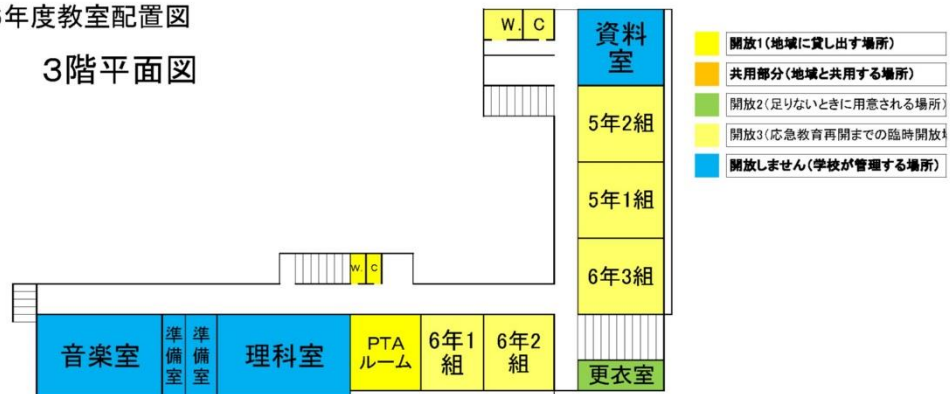 年度教室配置図
3階平面図
W. C
資料
室
5年2組
5年1組
6年3組
更衣室
W. C
音楽室
準備室
準備室
理科室
PTA
ルーム
6年1
組
6年2
組
開放1(地域に貸し出す場所)
共用部分(地域と共用する場所)
開放2(足りないときに用意される場所)
開放3(応急教育再開までの臨時開放
開放しません(学校が管理する場所)